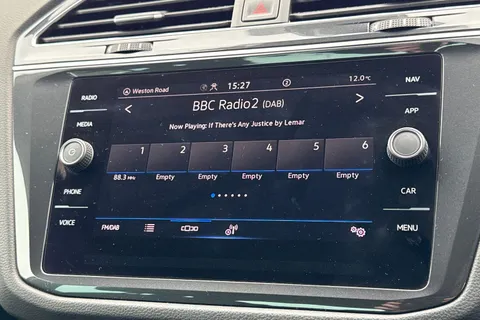 RADIO
MEDIA
PHONE
VOICE
Weston Road 15:27 12.0°C
< BBC Radio2 (DAB) >
Now Playing: If There's Any Justice by Lemar
1 2 3 4 5 6
88.3 MHz Empty Empty Empty Empty Empty
FM/DAB
NAV
APP
CAR
MENU